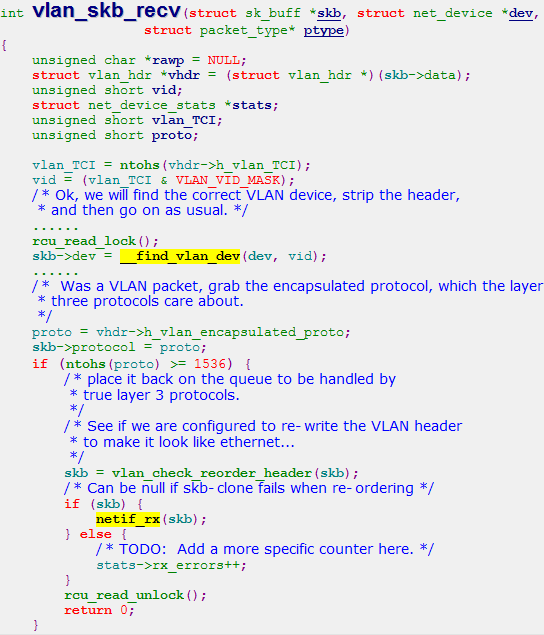 int vlan_skb_recv(struct sk_buff *skb, struct net_device *dev,
struct packet_type* ptype)
{
unsigned char *rawp = NULL;
struct vlan_hdr *vhdr = (struct vlan_hdr *)(skb->data);
unsigned short vid;
struct net_device_stats *stats;
unsigned short vlan_TCI;
unsigned short proto;
vlan_TCI = ntohs(vhdr->h_vlan_TCI);
vid = (vlan_TCI & VLAN_VID_MASK);
/* Ok, we will find the correct VLAN device, strip the header,
* and then go on as usual. */
......
rcu_read_lock();
skb->dev = __find_vlan_dev(dev, vid);
......
/* Was a VLAN packet, grab the encapsulated protocol, which the layer
* three protocols care about.
*/
proto = vhdr->h_vlan_encapsulated_proto;
skb->protocol = proto;
if (ntohs(proto) >= 1536) {
/* place it back on the queue to be handled by
* true layer 3 protocols.
*/
/* See if we are configured to re-write the VLAN header
* to make it look like ethernet...
*/
skb = vlan_check_reorder_header(skb);
/* Can be null if skb-clone fails when re-ordering */
if (skb) {
netif_rx(skb);
} else {
/* TODO: Add a more specific counter here. */
stats->rx_errors++;
}
rcu_read_unlock();
return 0;
}